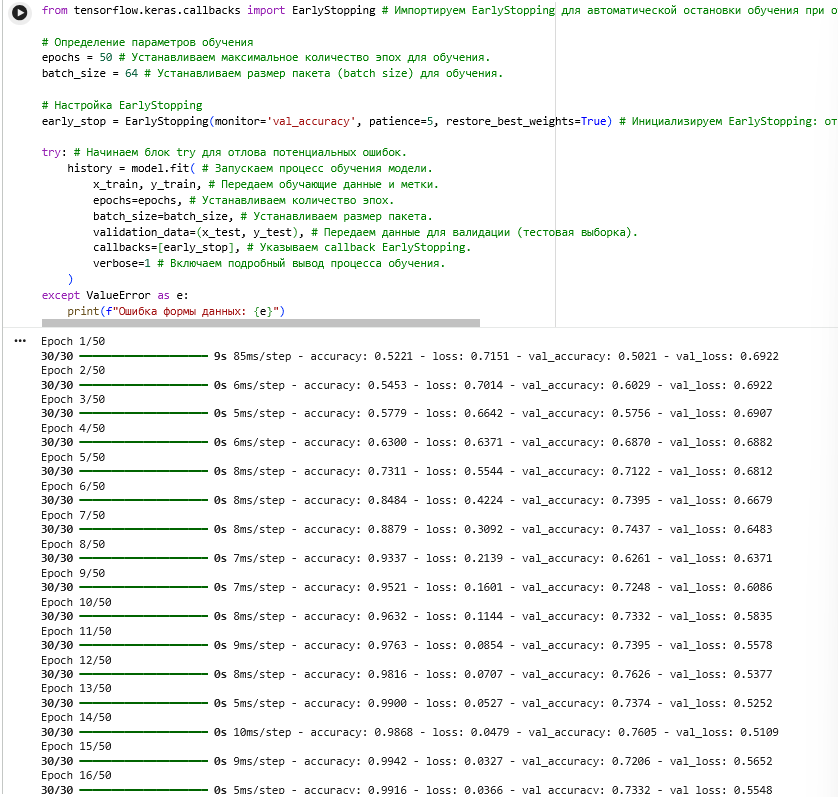 from tensorflow.keras.callbacks import EarlyStopping # Импортируем EarlyStopping для автоматической остановки обучения при
# Определение параметров обучения
epochs = 50 # Устанавливаем максимальное количество эпох для обучения.
batch_size = 64 # Устанавливаем размер пакета (batch size) для обучения.
# Настройка EarlyStopping
early_stop = EarlyStopping(monitor='val_accuracy', patience=5, restore_best_weights=True) # Инициализируем EarlyStopping:
try: # Начинаем блок try для отлова потенциальных ошибок.
history = model.fit( # Запускаем процесс обучения модели.
x_train, y_train, # Передаем обучающие данные и метки.
epochs=epochs, # Устанавливаем количество эпох.
batch_size=batch_size, # Устанавливаем размер пакета.
validation_data=(x_test, y_test), # Передаем данные для валидации (тестовая выборка).
callbacks=[early_stop], # Указываем callback EarlyStopping.
verbose=1 # Включаем подробный вывод процесса обучения.
)
except ValueError as e:
print(f"Ошибка формы данных: {e}")
Epoch 1/50
30/30 9s 85ms/step - accuracy: 0.5221 - loss: 0.7151 - val_accuracy: 0.5021 - val_loss: 0.6922
Epoch 2/50
30/30 0s 6ms/step - accuracy: 0.5453 - loss: 0.7014 - val_accuracy: 0.6029 - val_loss: 0.6922
Epoch 3/50
30/30 0s 5ms/step - accuracy: 0.5779 - loss: 0.6642 - val_accuracy: 0.5756 - val_loss: 0.6907
Epoch 4/50
30/30 0s 6ms/step - accuracy: 0.6300 - loss: 0.6371 - val_accuracy: 0.6870 - val_loss: 0.6882
Epoch 5/50
30/30 0s 8ms/step - accuracy: 0.7311 - loss: 0.5544 - val_accuracy: 0.7122 - val_loss: 0.6812
Epoch 6/50
30/30 0s 8ms/step - accuracy: 0.8484 - loss: 0.4224 - val_accuracy: 0.7395 - val_loss: 0.6679
Epoch 7/50
30/30 0s 8ms/step - accuracy: 0.8879 - loss: 0.3092 - val_accuracy: 0.7437 - val_loss: 0.6483
Epoch 8/50
30/30 0s 7ms/step - accuracy: 0.9337 - loss: 0.2139 - val_accuracy: 0.6261 - val_loss: 0.6371
Epoch 9/50
30/30 0s 7ms/step - accuracy: 0.9521 - loss: 0.1601 - val_accuracy: 0.7248 - val_loss: 0.6086
Epoch 10/50
30/30 0s 8ms/step - accuracy: 0.9632 - loss: 0.1144 - val_accuracy: 0.7332 - val_loss: 0.5835
Epoch 11/50
30/30 0s 9ms/step - accuracy: 0.9763 - loss: 0.0854 - val_accuracy: 0.7395 - val_loss: 0.5578
Epoch 12/50
30/30 0s 8ms/step - accuracy: 0.9816 - loss: 0.0707 - val_accuracy: 0.7626 - val_loss: 0.5377
Epoch 13/50
30/30 0s 5ms/step - accuracy: 0.9900 - loss: 0.0527 - val_accuracy: 0.7374 - val_loss: 0.5252
Epoch 14/50
30/30 0s 10ms/step - accuracy: 0.9868 - loss: 0.0479 - val_accuracy: 0.7605 - val_loss: 0.5109
Epoch 15/50
30/30 0s 9ms/step - accuracy: 0.9942 - loss: 0.0327 - val_accuracy: 0.7206 - val_loss: 0.5652
Epoch 16/50
30/30 0s 5ms/step - accuracy: 0.9916 - loss: 0.0366 - val_accuracy: 0.7332 - val_loss: 0.5548